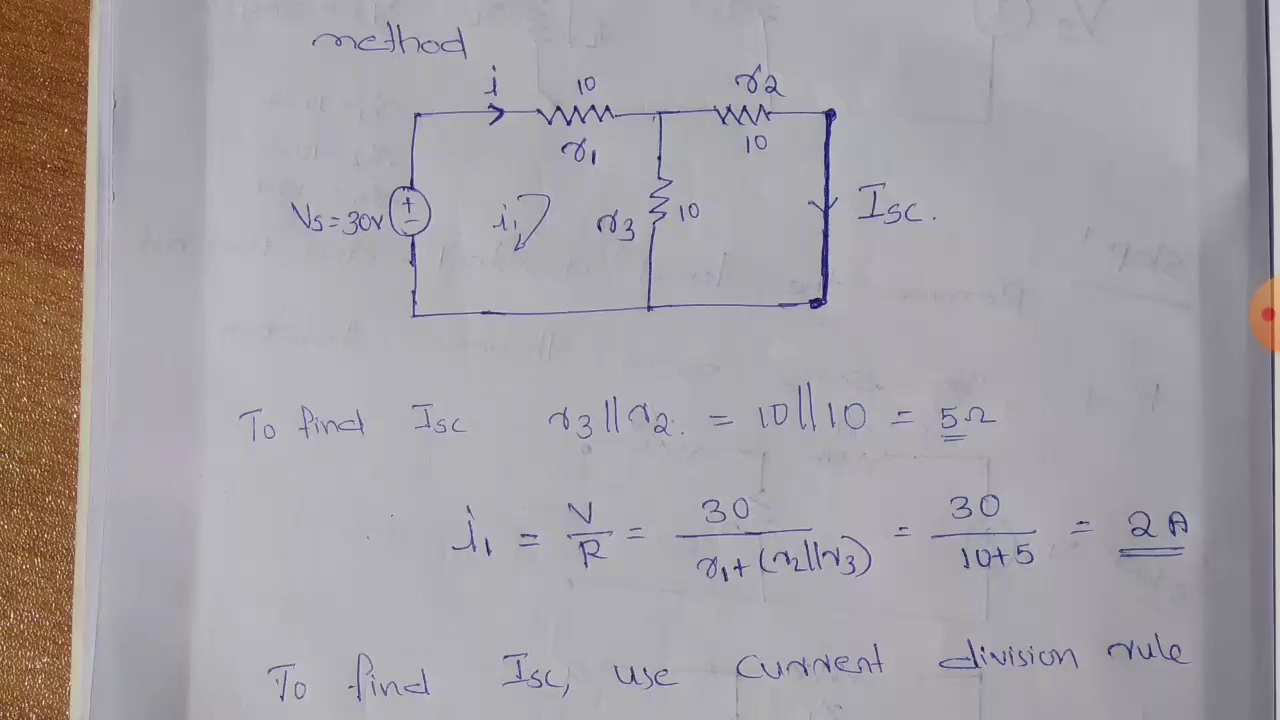 method
i 10 r2
r1 10
Vs=30v + - i1 r3 10 Isc.
To find Isc r3||r2. = 10||10 = 5Ω
i1 = V/R = 30/(r1+(r2||r3)) = 30/(10+5) = 2A
To find Isc, use current division rule